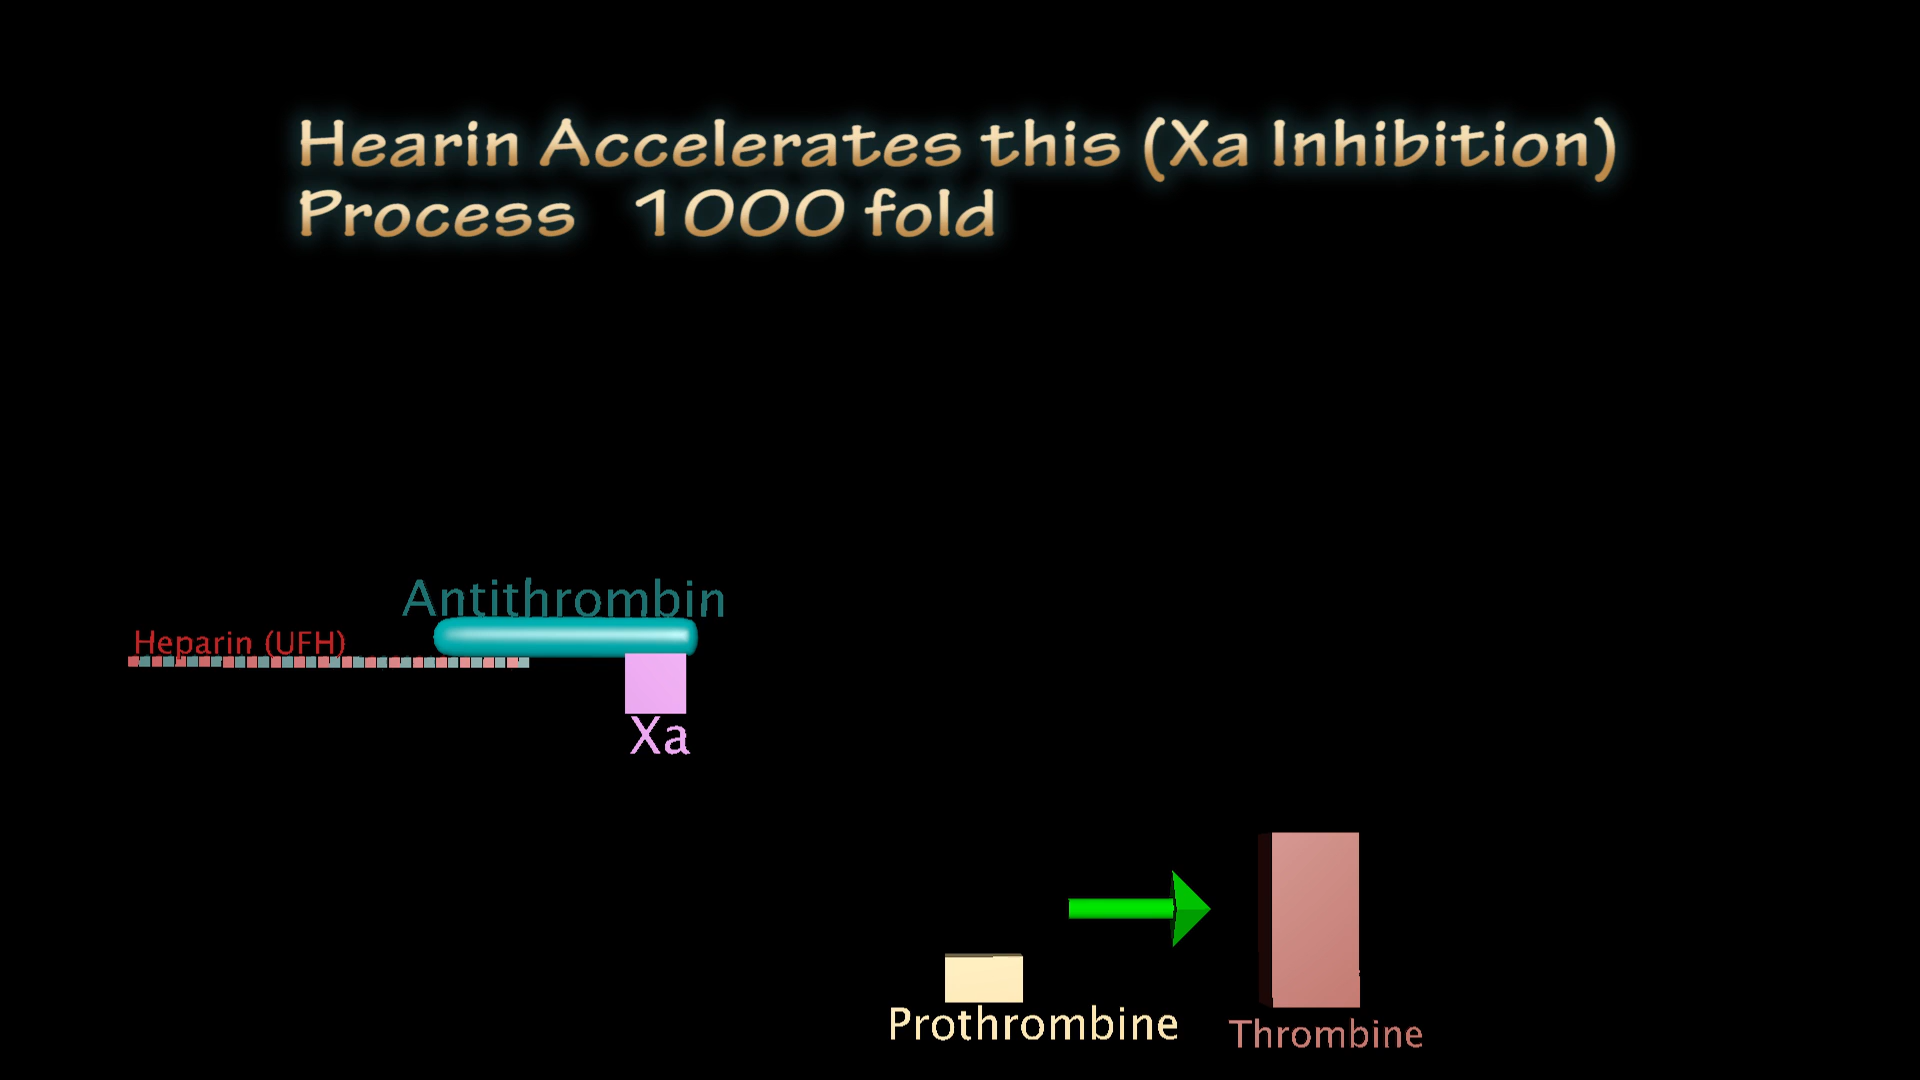 Hearin Accelerates this (Xa Inhibition)
Process 1000 fold
Antithrombin
Heparin (UFH)
Xa
Prothrombine
Thrombine